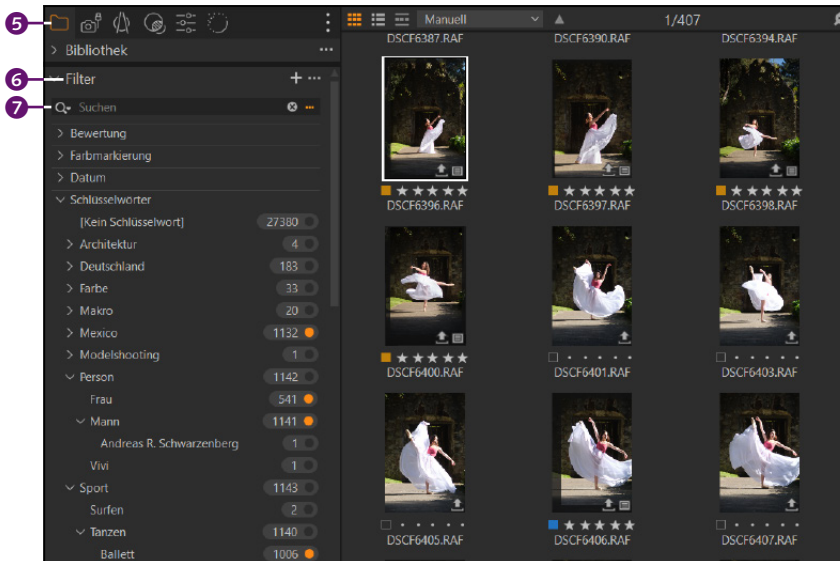 Manuell
1/407
5
Bibliothek
6
Filter
7
Suchen
Bewertung
Farbmarkierung
Datum
Schlüsselwörter
[Kein Schlüsselwort] 27380
Architektur 4
Deutschland 183
Farbe 33
Makro 20
Mexico 1132
Modelshooting 1
Person 1142
Frau 541
Mann 1141
Andreas R. Schwarzenberg 1
Vivi 1
Sport 1143
Surfen 2
Tanzen 1140
Ballett 1006
DSCF6387.RAF DSCF6390.RAF DSCF6394.RAF
DSCF6396.RAF DSCF6397.RAF DSCF6398.RAF
DSCF6400.RAF DSCF6401.RAF DSCF6403.RAF
DSCF6405.RAF DSCF6406.RAF DSCF6407.RAF